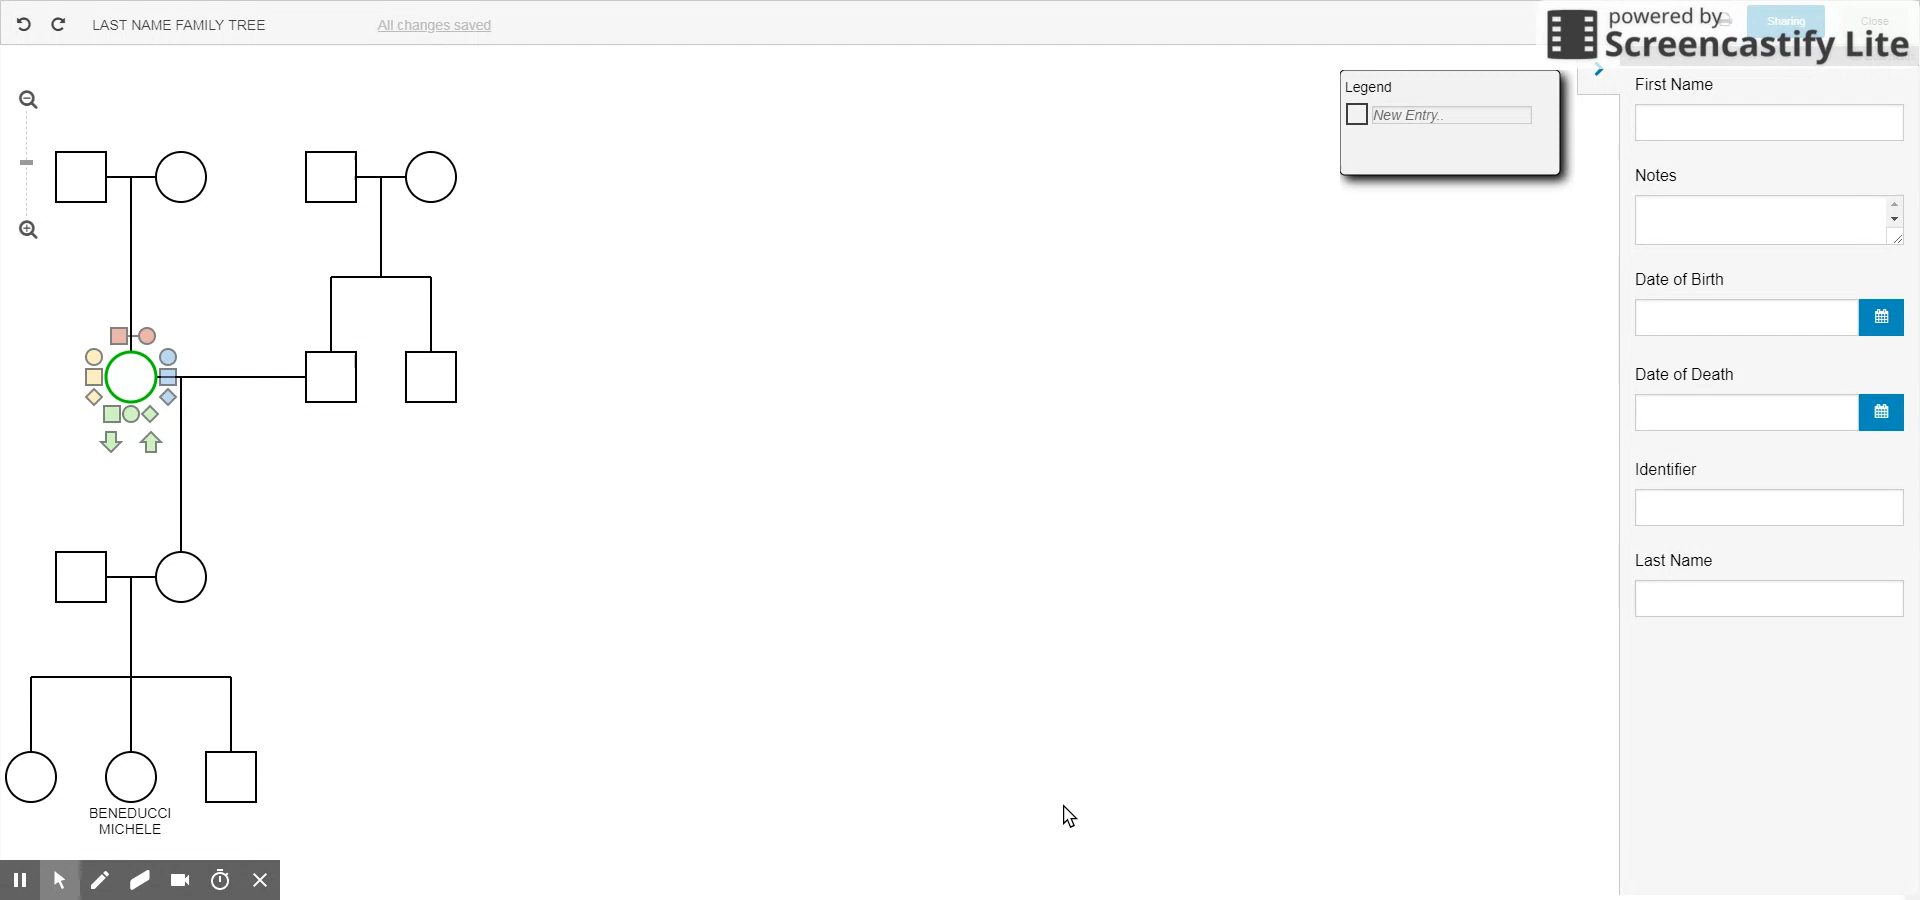 LAST NAME FAMILY TREE
All changes saved
powered by
Screencastify Lite
Sharing
Close
Legend
New Entry..
First Name
Notes
Date of Birth
Date of Death
Identifier
Last Name
BENEDUCCI
MICHELE